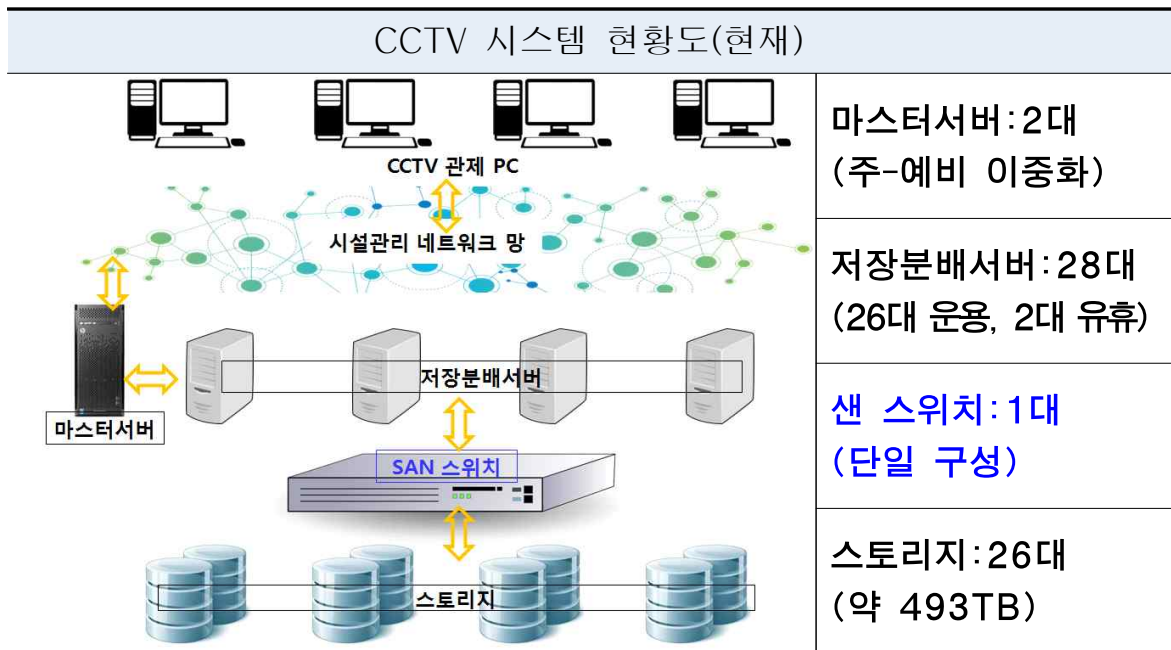 CCTV 시스템 현황도(현재)
CCTV 관제 PC
시설관리 네트워크 망
저장분배서버
마스터서버
SAN 스위치
스토리지
마스터서버:2대
(주-예비 이중화)
저장분배서버:28대
(26대 운용, 2대 유휴)
샌 스위치:1대
(단일 구성)
스토리지:26대
(약 493TB)